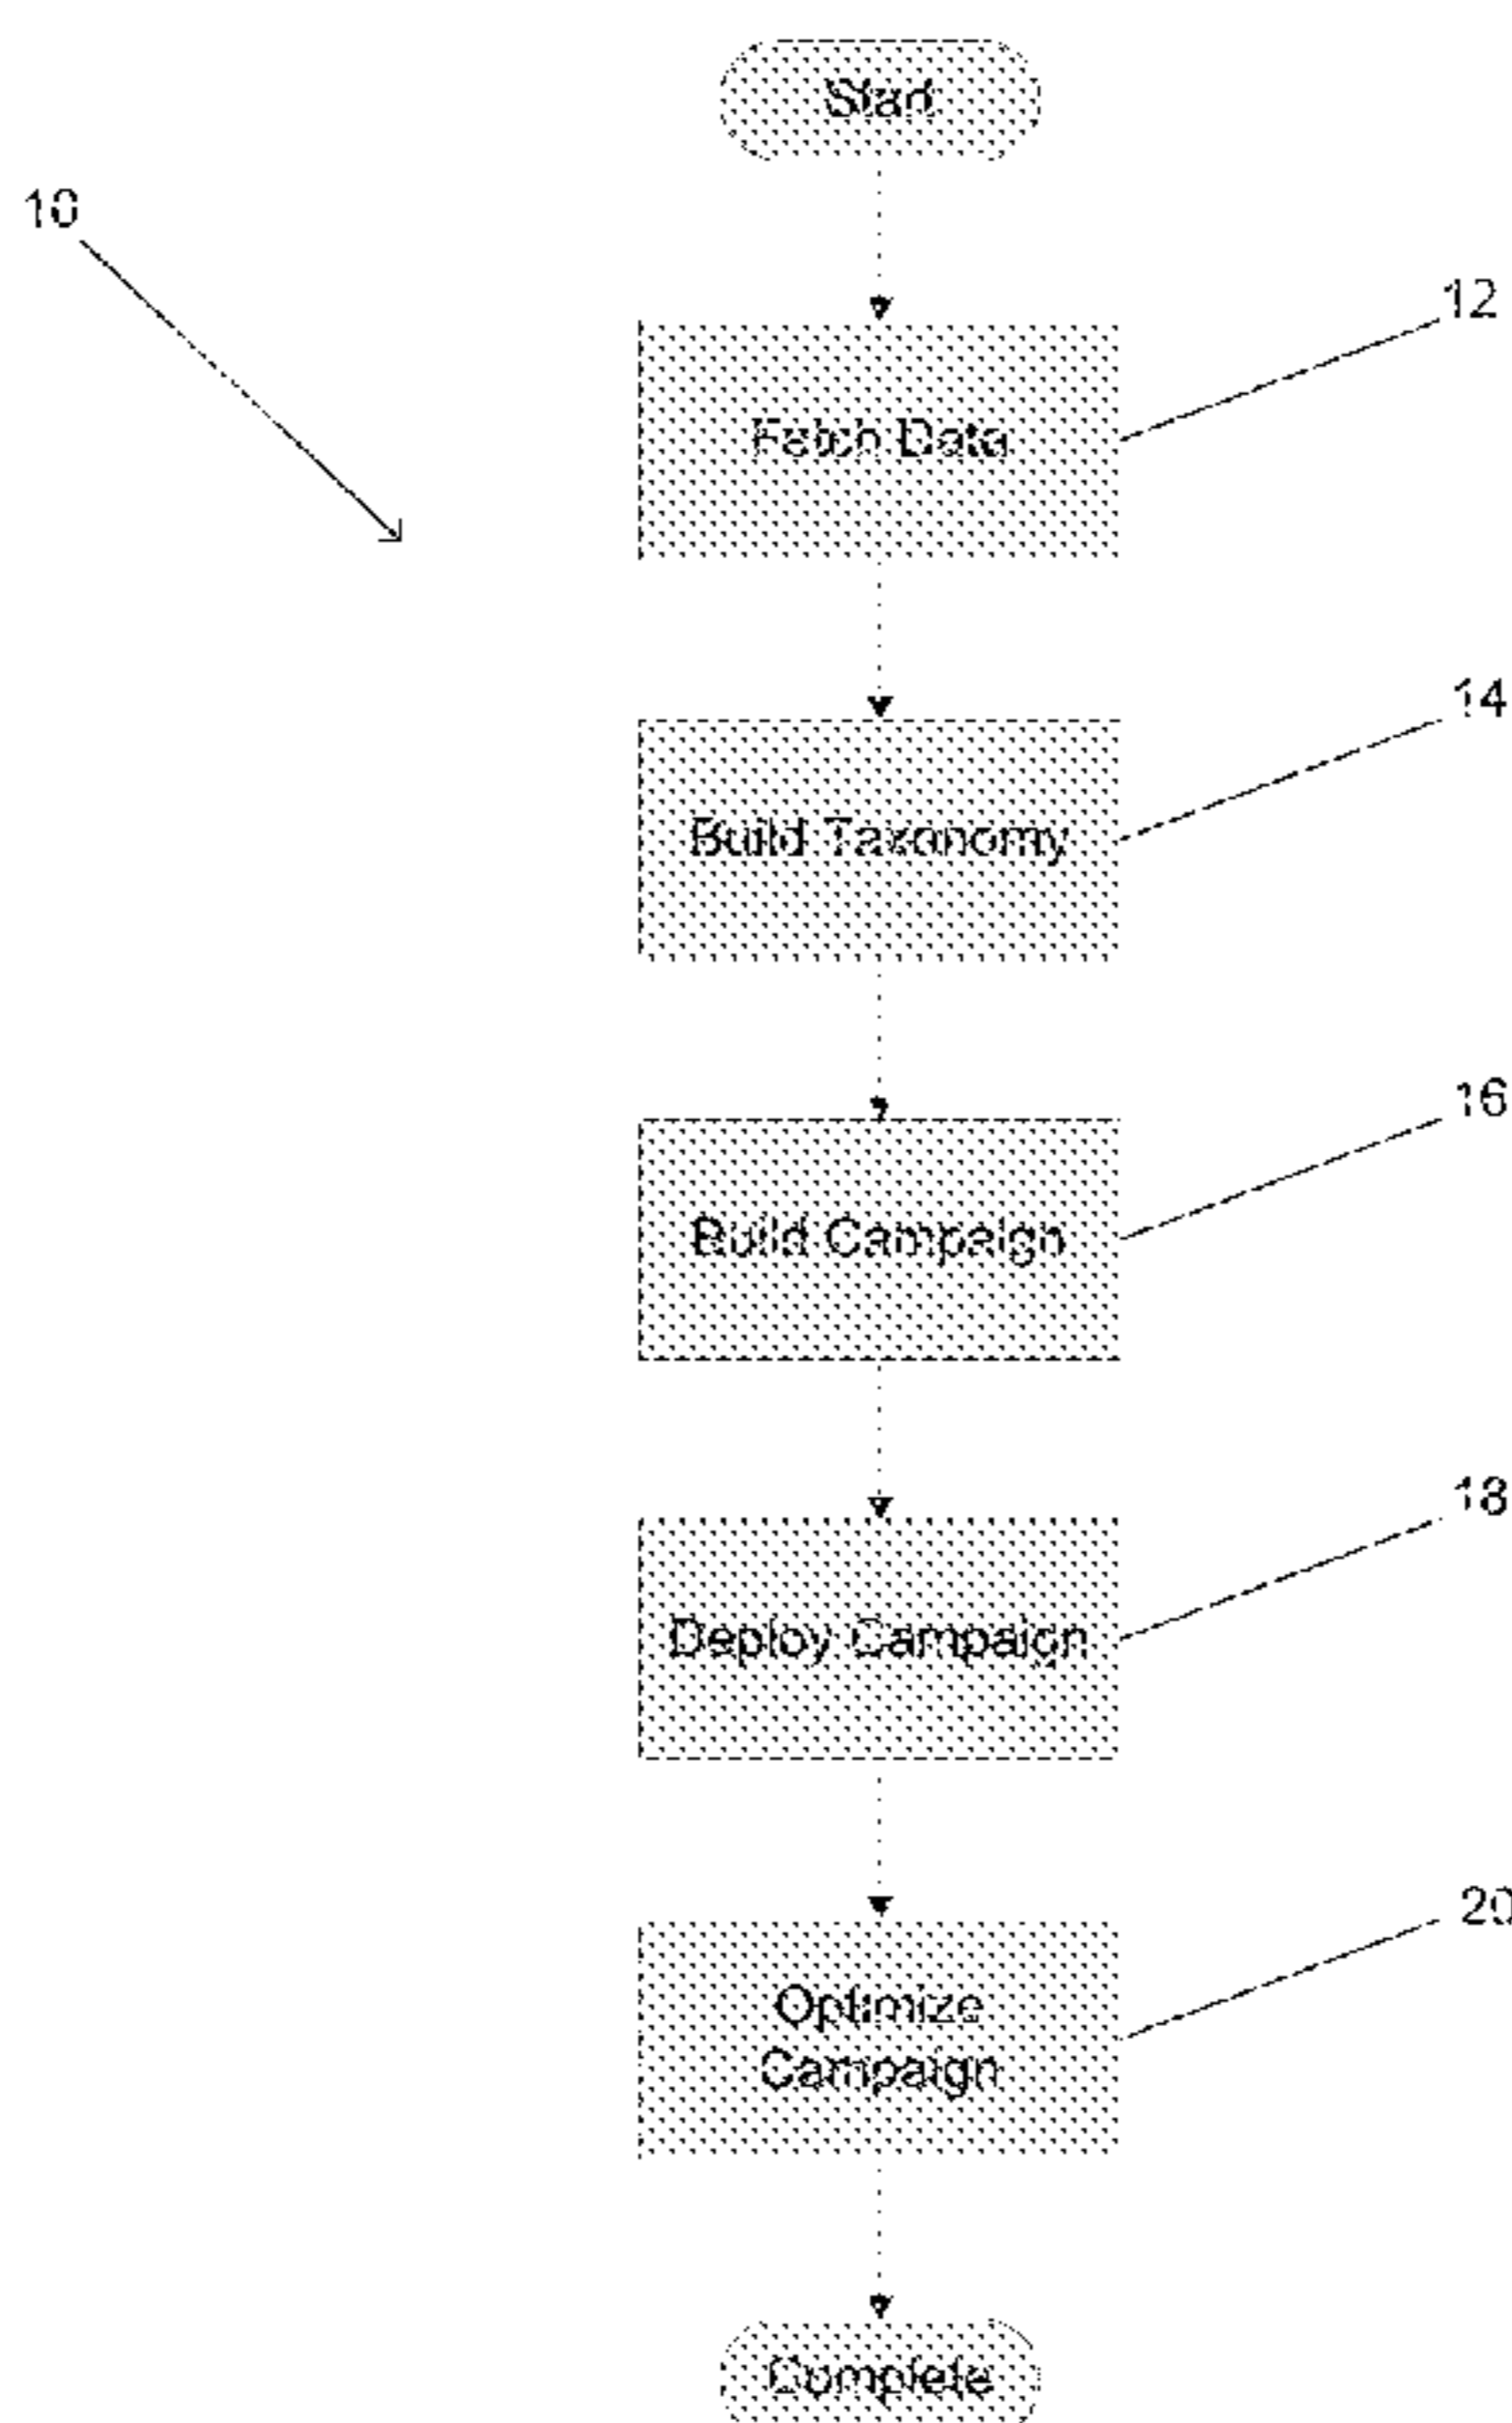 Start
10
12
Fetch Data
14
Build Taxonomy
16
Build Campaign
18
Deploy Campaign
20
Optimize
Campaign
Complete